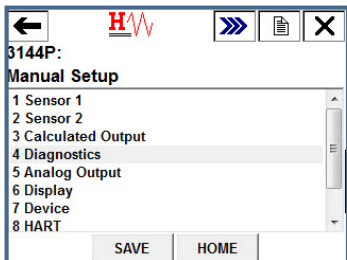 H
3144P:
Manual Setup
1 Sensor 1
2 Sensor 2
3 Calculated Output
4 Diagnostics
5 Analog Output
6 Display
7 Device
8 HART
SAVE HOME